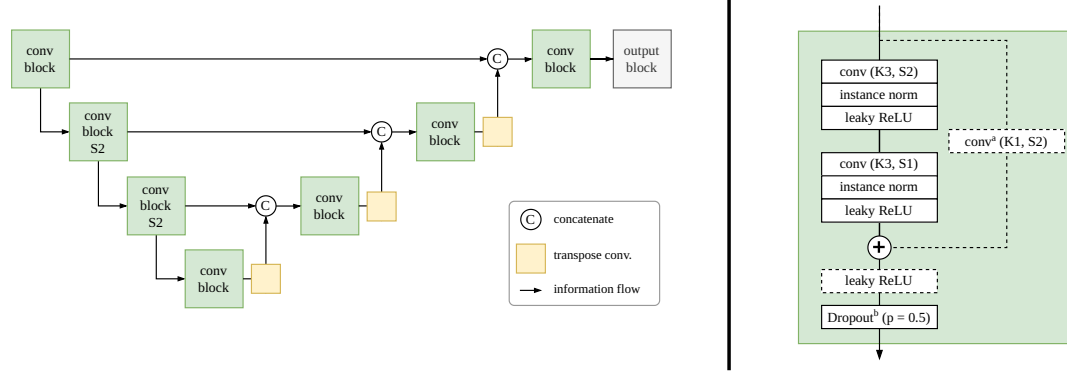 conv
block
conv
block
S2
conv
block
S2
conv
block
C
conv
block
C
conv
block
C
conv
block
output
block
C concatenate
transpose conv.
information flow
conv (K3, S2)
instance norm
leaky ReLU
convᵃ (K1, S2)
conv (K3, S1)
instance norm
leaky ReLU
+
leaky ReLU
Dropoutᵇ (p = 0.5)